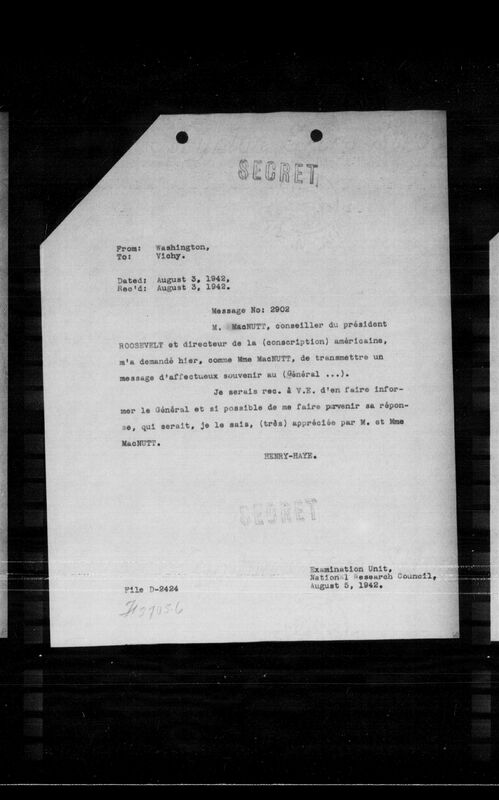 SECRET
From: Washington,
To: Vichy.
Dated: August 3, 1942.
Rec'd: August 3, 1942.
Message No: 2902
M. MacNUTT, conseiller du président
ROOSEVELT et directeur de la (conscription) américaine,
m'a demandé hier, comme Mme MacNUTT, de transmettre un
message d'affectueux souvenir au (Général ...).
Je serais rec. à V.E. d'en faire infor-
mer le Général et si possible de me faire parvenir sa répon-
se, qui serait, je le sais, (très) appréciée par M. et Mme
MacNUTT.
HENRY-HAYE.
SECRET
Examination Unit,
National Research Council,
August 5, 1942.
File D-2424